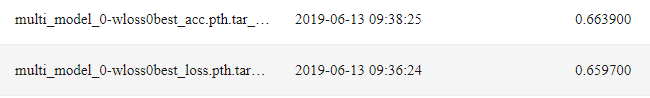 multi_model_0-wloss0best_acc.pth.tar_... 2019-06-13 09:38:25 0.663900
multi_model_0-wloss0best_loss.pth.tar... 2019-06-13 09:36:24 0.659700